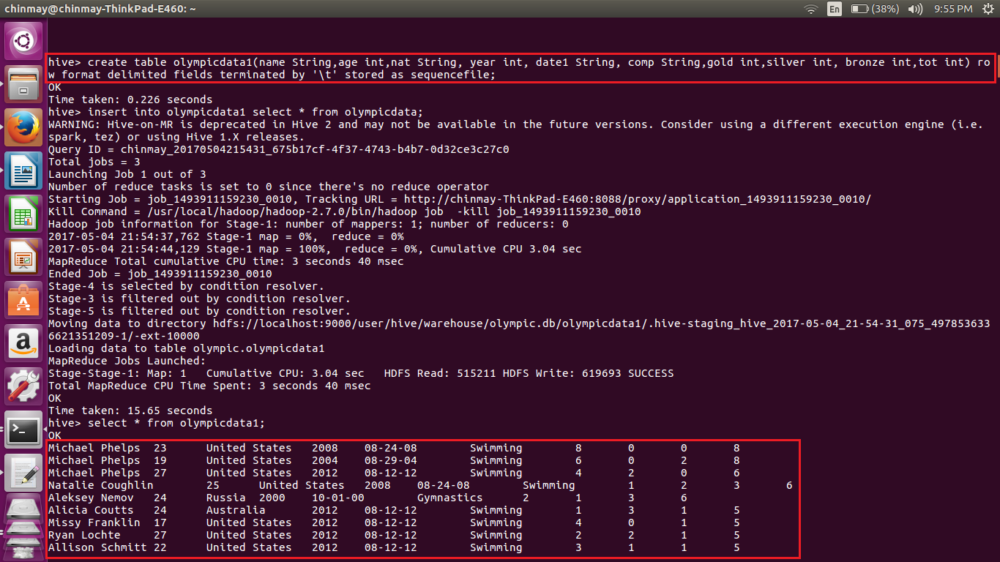 chinmay@chinmay-ThinkPad-E460: ~
En (38%) 9:55 PM
hive> create table olympicdata1(name String,age int,nat String, year int, date1 String, comp String,gold int,silver int, bronze int,tot int) ro
w format delimited fields terminated by '\t' stored as sequencefile;
OK
Time taken: 0.226 seconds
hive> insert into olympicdata1 select * from olympicdata;
WARNING: Hive-on-MR is deprecated in Hive 2 and may not be available in the future versions. Consider using a different execution engine (i.e.
spark, tez) or using Hive 1.X releases.
Query ID = chinmay_20170504215431_675b17cf-4f37-4743-b4b7-0d32ce3c27c0
Total jobs = 3
Launching Job 1 out of 3
Number of reduce tasks is set to 0 since there's no reduce operator
Starting Job = job_1493911159230_0010, Tracking URL = http://chinmay-ThinkPad-E460:8088/proxy/application_1493911159230_0010/
Kill Command = /usr/local/hadoop/hadoop-2.7.0/bin/hadoop job  -kill job_1493911159230_0010
Hadoop job information for Stage-1: number of mappers: 1; number of reducers: 0
2017-05-04 21:54:37,762 Stage-1 map = 0%,  reduce = 0%
2017-05-04 21:54:44,129 Stage-1 map = 100%,  reduce = 0%, Cumulative CPU 3.04 sec
MapReduce Total cumulative CPU time: 3 seconds 40 msec
Ended Job = job_1493911159230_0010
Stage-4 is selected by condition resolver.
Stage-3 is filtered out by condition resolver.
Stage-5 is filtered out by condition resolver.
Moving data to directory hdfs://localhost:9000/user/hive/warehouse/olympic.db/olympicdata1/.hive-staging_hive_2017-05-04_21-54-31_075_497853633
6621351209-1/-ext-10000
Loading data to table olympic.olympicdata1
MapReduce Jobs Launched:
Stage-Stage-1: Map: 1   Cumulative CPU: 3.04 sec   HDFS Read: 515211 HDFS Write: 619693 SUCCESS
Total MapReduce CPU Time Spent: 3 seconds 40 msec
OK
Time taken: 15.65 seconds
hive> select * from olympicdata1;
OK
Michael Phelps  23      United States   2008    08-24-08        Swimming        8       0       0       8
Michael Phelps  19      United States   2004    08-29-04        Swimming        6       0       2       8
Michael Phelps  27      United States   2012    08-12-12        Swimming        4       2       0       6
Natalie Coughlin        25      United States   2008    08-24-08        Swimming        1       2       3       6
Aleksey Nemov   24      Russia  2000    10-01-00        Gymnastics      2       1       3       6
Alicia Coutts   24      Australia       2012    08-12-12        Swimming        1       3       1       5
Missy Franklin  17      United States   2012    08-12-12        Swimming        4       0       1       5
Ryan Lochte     27      United States   2012    08-12-12        Swimming        2       2       1       5
Allison Schmitt 22      United States   2012    08-12-12        Swimming        3       1       1       5